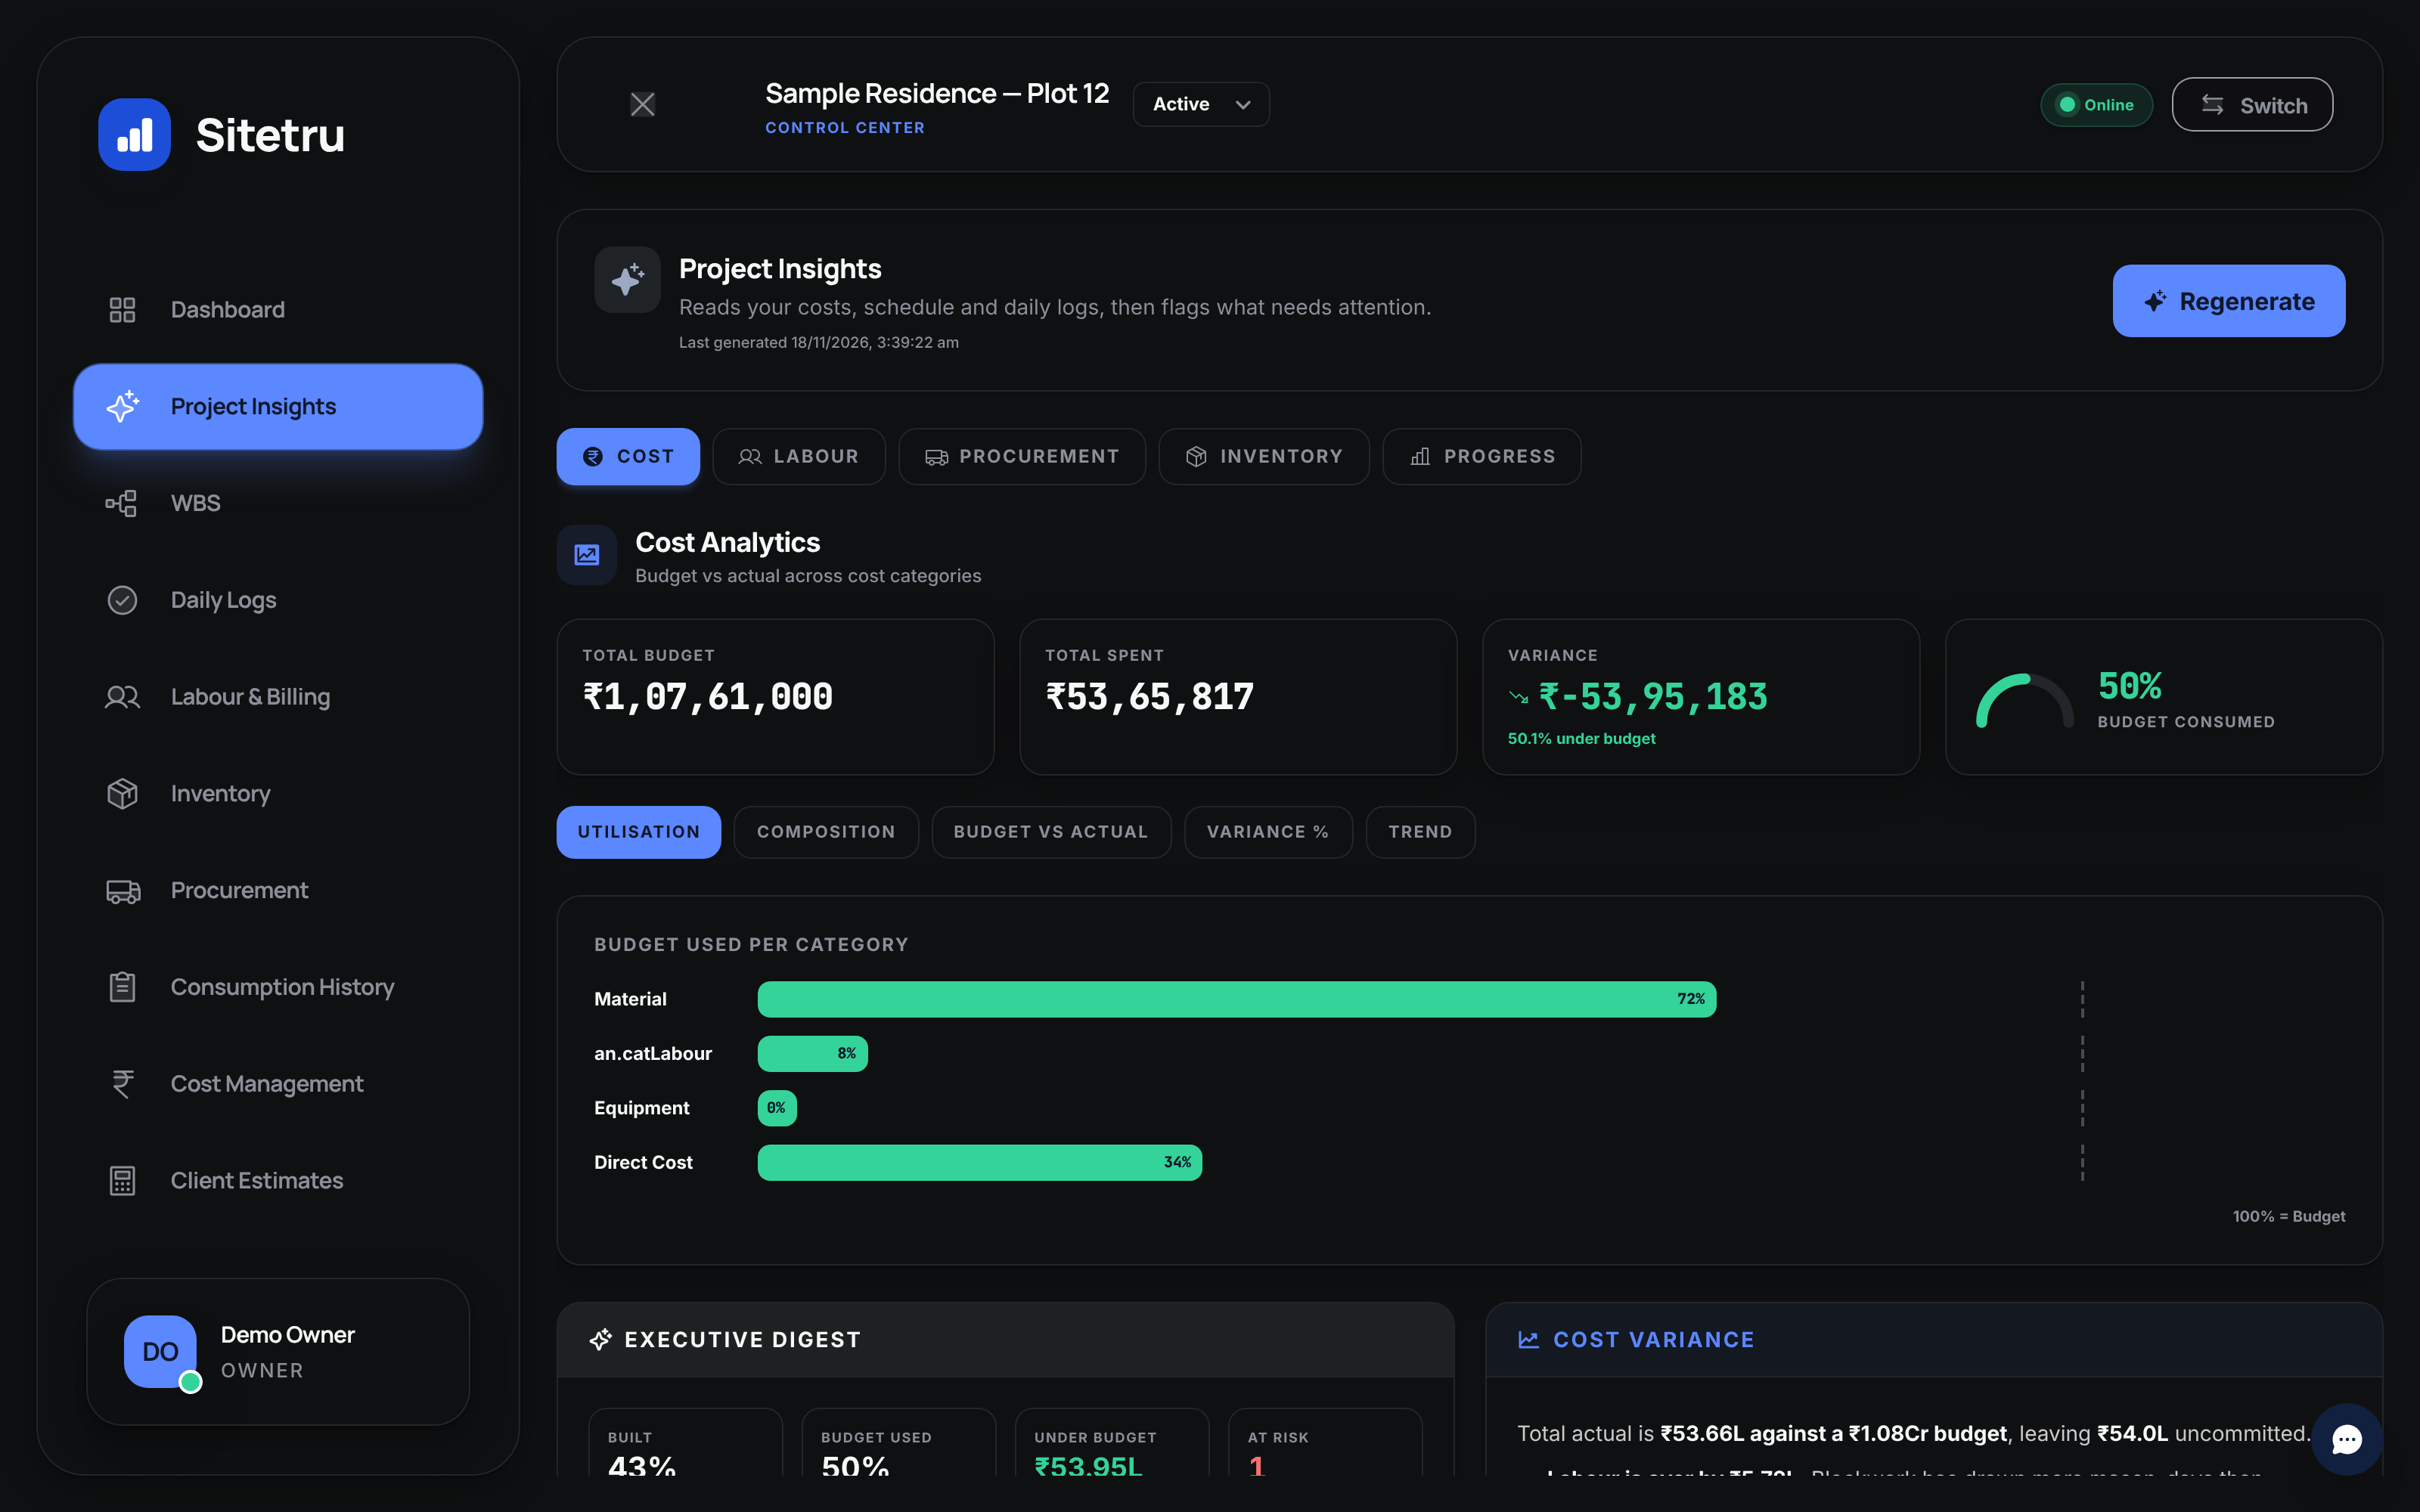 Sitetru
Dashboard
Project Insights
WBS
Daily Logs
Labour & Billing
Inventory
Procurement
Consumption History
Cost Management
Client Estimates
DO
Demo Owner
OWNER
Sample Residence — Plot 12
CONTROL CENTER
Active
Online
Switch
Project Insights
Reads your costs, schedule and daily logs, then flags what needs attention.
Last generated 18/11/2026, 3:39:22 am
Regenerate
COST
LABOUR
PROCUREMENT
INVENTORY
PROGRESS
Cost Analytics
Budget vs actual across cost categories
TOTAL BUDGET
₹1,07,61,000
TOTAL SPENT
₹53,65,817
VARIANCE
₹-53,95,183
50.1% under budget
50%
BUDGET CONSUMED
UTILISATION
COMPOSITION
BUDGET VS ACTUAL
VARIANCE %
TREND
BUDGET USED PER CATEGORY
Material 72%
an.catLabour 8%
Equipment 0%
Direct Cost 34%
100% = Budget
EXECUTIVE DIGEST
BUILT
43%
BUDGET USED
50%
UNDER BUDGET
₹53.95L
AT RISK
1
COST VARIANCE
Total actual is ₹53.66L against a ₹1.08Cr budget, leaving ₹54.0L uncommitted.